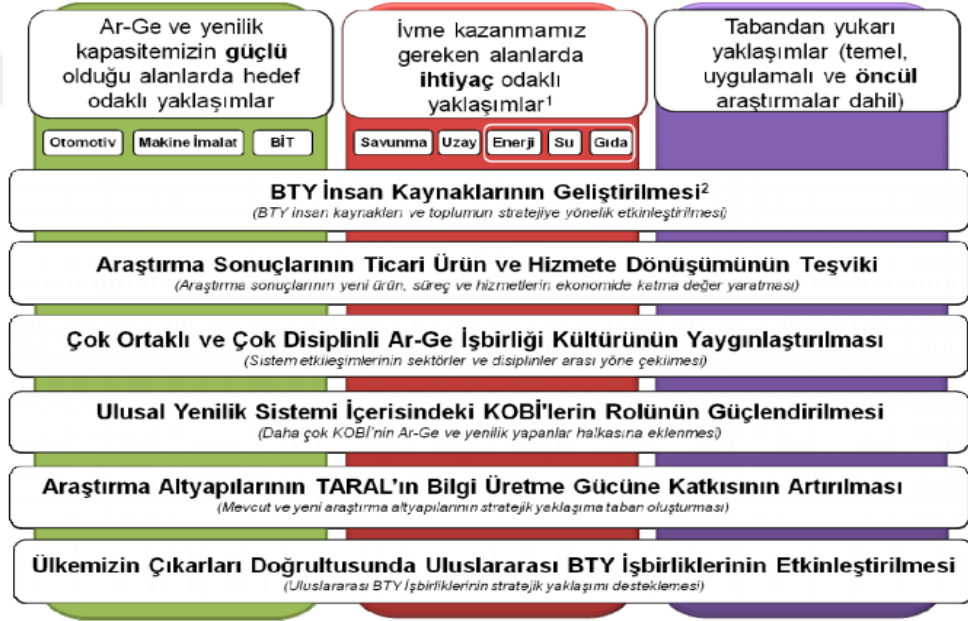 Ar-Ge ve yenilik
kapasitemizin güçlü
olduğu alanlarda hedef
odaklı yaklaşımlar
İvme kazanmamız
gereken alanlarda
ihtiyaç odaklı
yaklaşımlar¹
Tabandan yukarı
yaklaşımlar (temel,
uygulamalı ve öncül
araştırmalar dahil)
Otomotiv Makine İmalat BİT
Savunma Uzay Enerji Su Gıda
BTY İnsan Kaynaklarının Geliştirilmesi²
(BTY insan kaynakları ve toplumun stratejiye yönelik etkinleştirilmesi)
Araştırma Sonuçlarının Ticari Ürün ve Hizmete Dönüşümünün Teşviki
(Araştırma sonuçlarının yeni ürün, süreç ve hizmetlerin ekonomide katma değer yaratması)
Çok Ortaklı ve Çok Disiplinli Ar-Ge İşbirliği Kültürünün Yaygınlaştırılması
(Sistem etkileşimlerinin sektörler ve disiplinler arası yöne çekilmesi)
Ulusal Yenilik Sistemi İçerisindeki KOBİ'lerin Rolünün Güçlendirilmesi
(Daha çok KOBİ'nin Ar-Ge ve yenilik yapanlar halkasına eklenmesi)
Araştırma Altyapılarının TARAL'ın Bilgi Üretme Gücüne Katkısının Artırılması
(Mevcut ve yeni araştırma altyapılarının stratejik yaklaşıma taban oluşturması)
Ülkemizin Çıkarları Doğrultusunda Uluslararası BTY İşbirliklerinin Etkinleştirilmesi
(Uluslararası BTY İşbirliklerinin stratejik yaklaşımı desteklemesi)